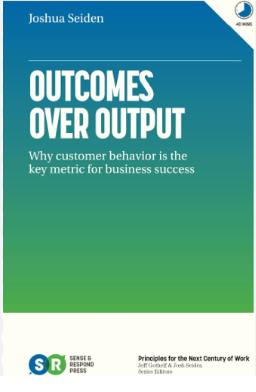 Joshua Seiden
40 MINS
OUTCOMES
OVER OUTPUT
Why customer behavior is the
key metric for business success
SR
SENSE &
RESPOND
PRESS
Principles for the Next Century of Work
Jeff Gothelf & Josh Seiden
Series Editors